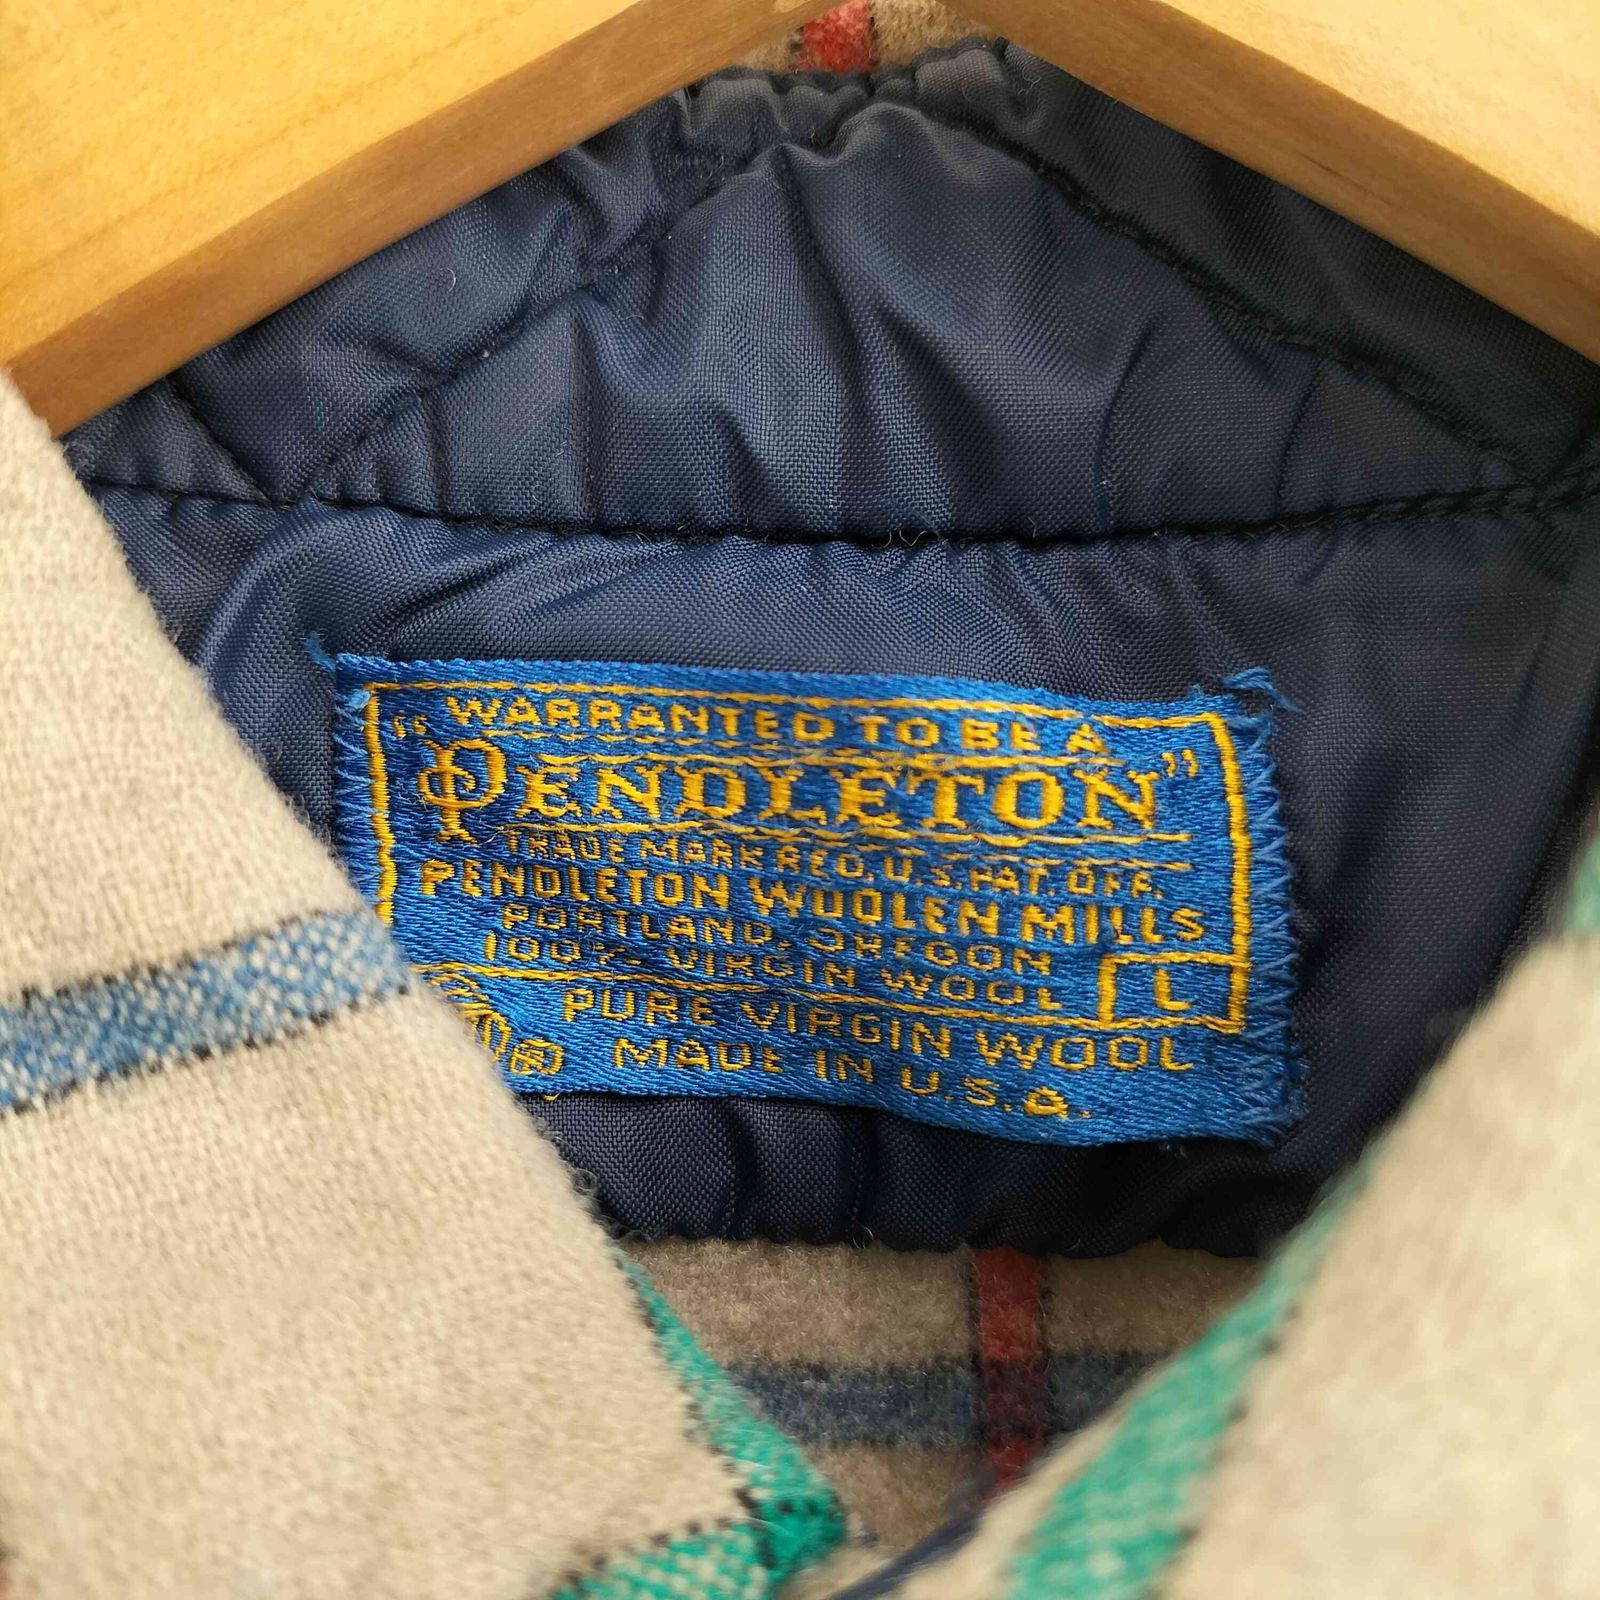 "WARRANTED TO BE A
PENDLETON"
TRADE MARK REG. U.S. PAT. OFF.
PENDLETON WOOLEN MILLS
PORTLAND, OREGON
100% VIRGIN WOOL L
PURE VIRGIN WOOL
® MADE IN U.S.A.